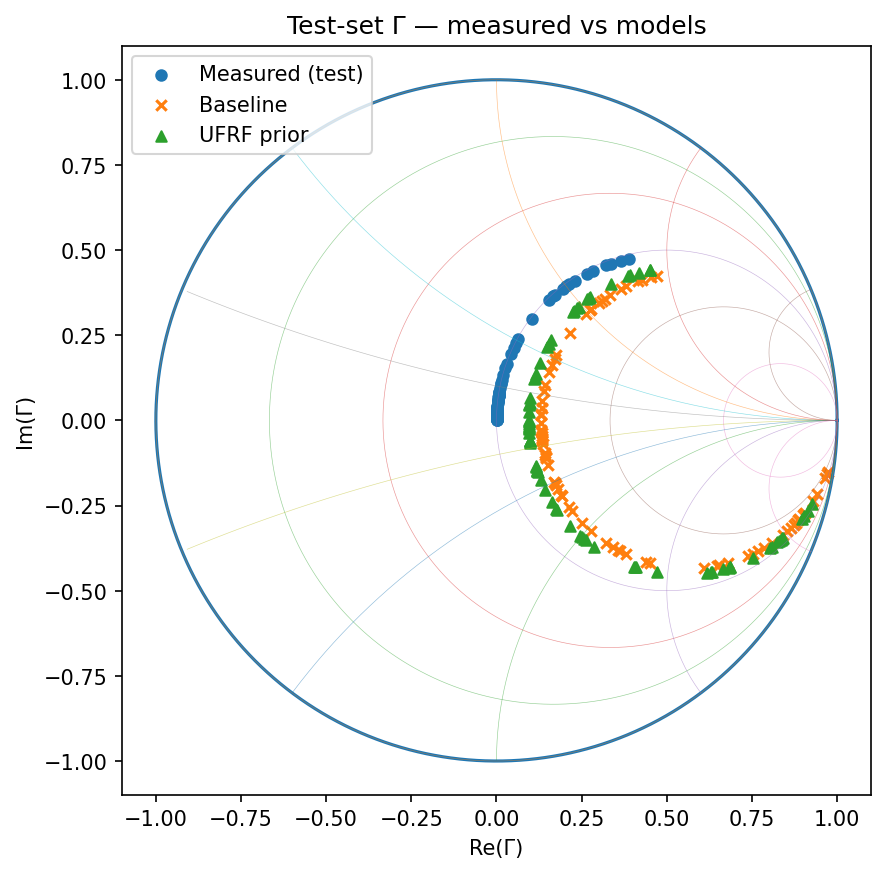 Test-set Γ — measured vs models
Measured (test)
Baseline
UFRF prior
1.00
0.75
0.50
0.25
0.00
−0.25
−0.50
−0.75
−1.00
Im(Γ)
−1.00 −0.75 −0.50 −0.25 0.00 0.25 0.50 0.75 1.00
Re(Γ)